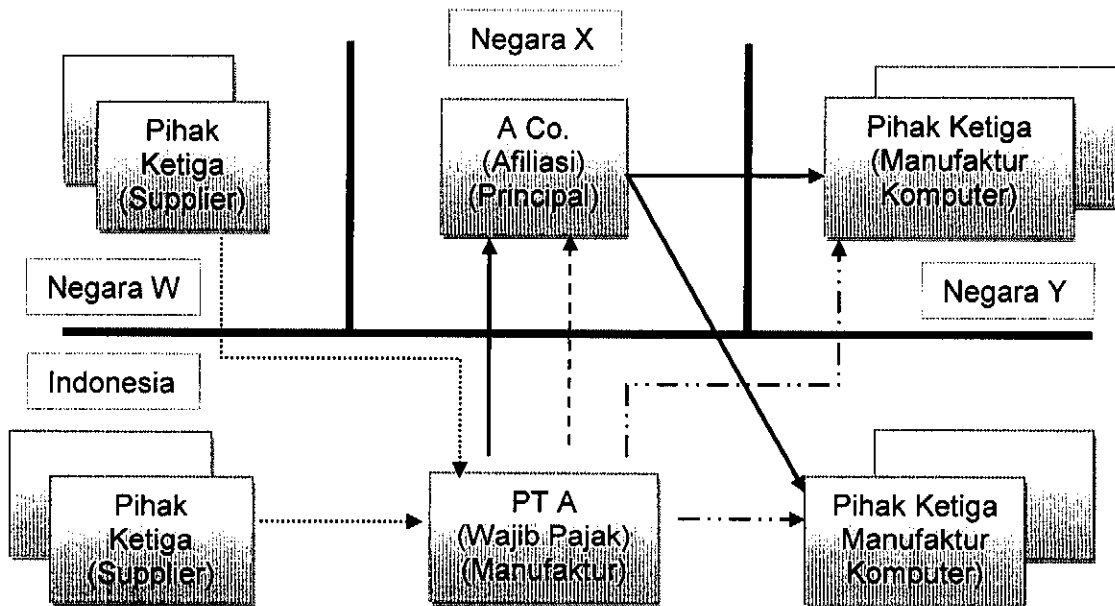 Negara X
Pihak
Ketiga
(Supplier)
A Co.
(Afiliasi)
(Principal)
Pihak Ketiga
(Manufaktur
Komputer)
Negara W
Negara Y
Indonesia
Pihak
Ketiga
(Supplier)
PT A
(Wajib Pajak)
(Manufaktur)
Pihak Ketiga
Manufaktur
Komputer)